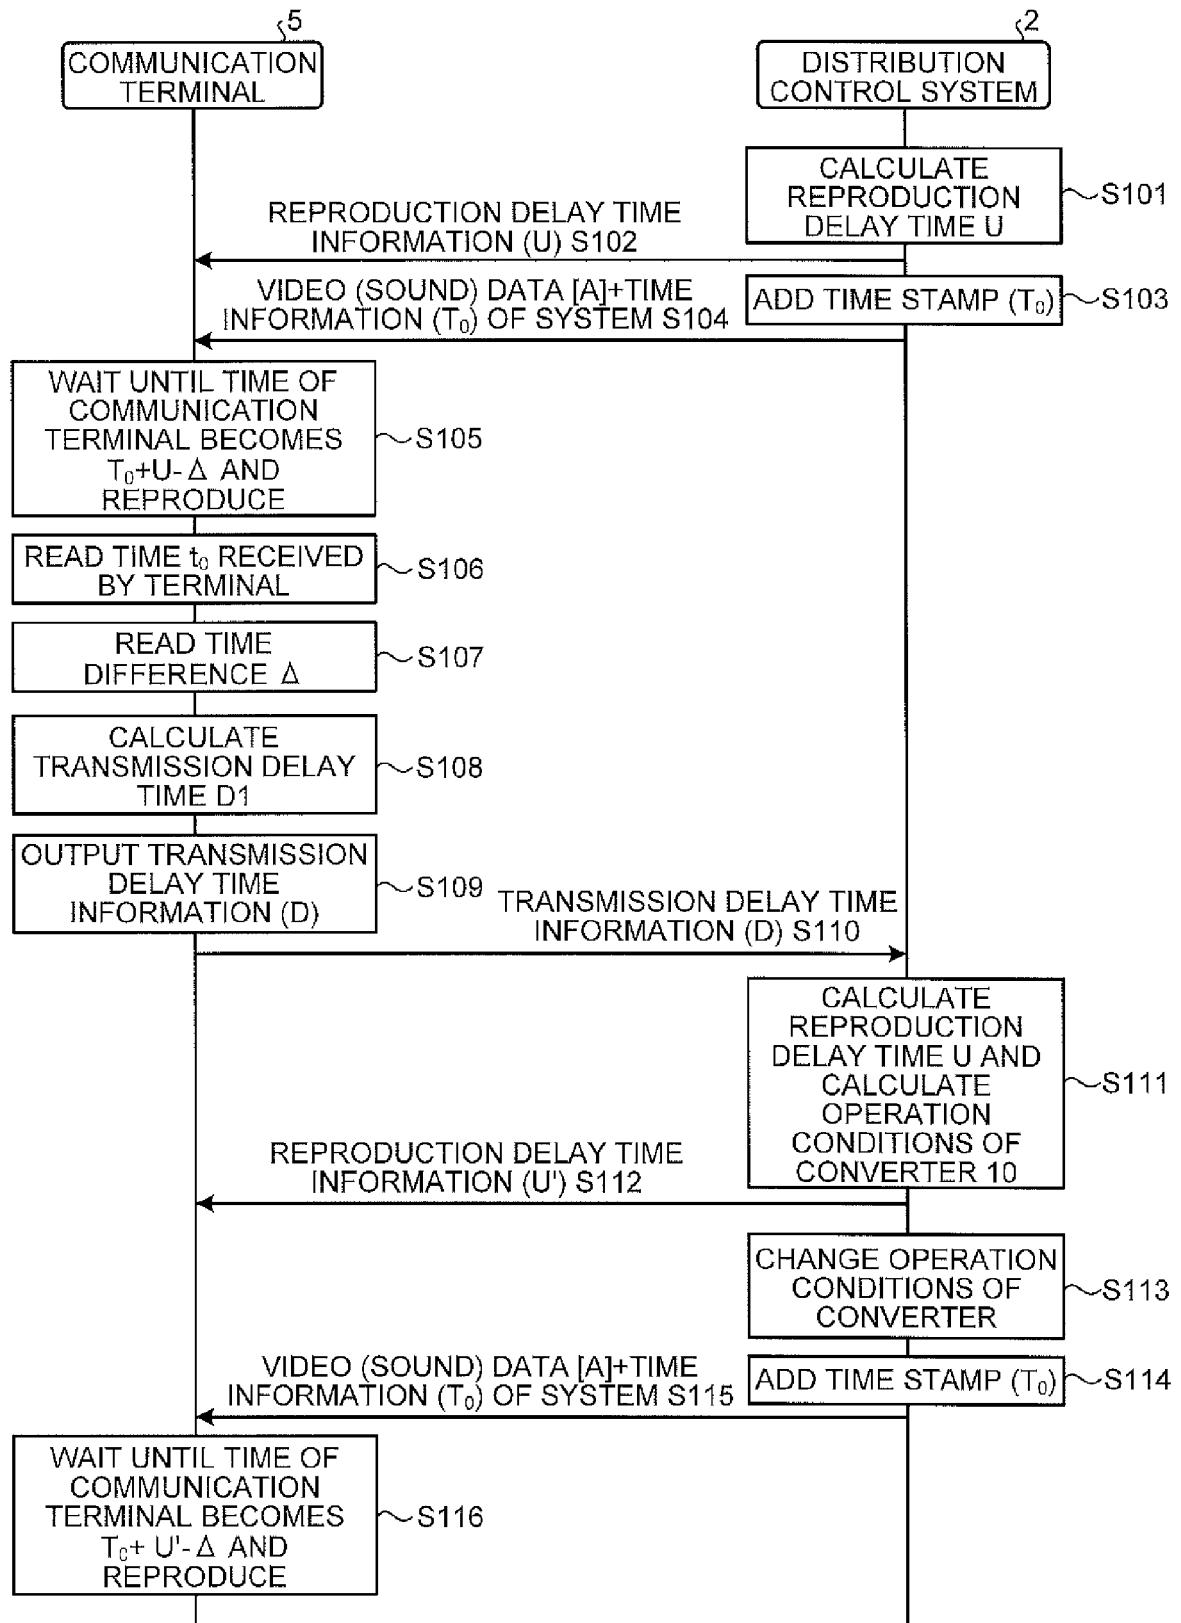 5
COMMUNICATION
TERMINAL
2
DISTRIBUTION
CONTROL SYSTEM
CALCULATE
REPRODUCTION
DELAY TIME U
S101
REPRODUCTION DELAY TIME
INFORMATION (U) S102
ADD TIME STAMP (T₀)
S103
VIDEO (SOUND) DATA [A]+TIME
INFORMATION (T₀) OF SYSTEM S104
WAIT UNTIL TIME OF
COMMUNICATION
TERMINAL BECOMES
T₀+U-Δ AND
REPRODUCE
S105
READ TIME t₀ RECEIVED
BY TERMINAL
S106
READ TIME
DIFFERENCE Δ
S107
CALCULATE
TRANSMISSION DELAY
TIME D1
S108
OUTPUT TRANSMISSION
DELAY TIME
INFORMATION (D)
S109
TRANSMISSION DELAY TIME
INFORMATION (D) S110
CALCULATE
REPRODUCTION
DELAY TIME U AND
CALCULATE
OPERATION
CONDITIONS OF
CONVERTER 10
S111
REPRODUCTION DELAY TIME
INFORMATION (U') S112
CHANGE OPERATION
CONDITIONS OF
CONVERTER
S113
ADD TIME STAMP (T₀)
S114
VIDEO (SOUND) DATA [A]+TIME
INFORMATION (T₀) OF SYSTEM S115
WAIT UNTIL TIME OF
COMMUNICATION
TERMINAL BECOMES
T₀+ U'-Δ AND
REPRODUCE
S116